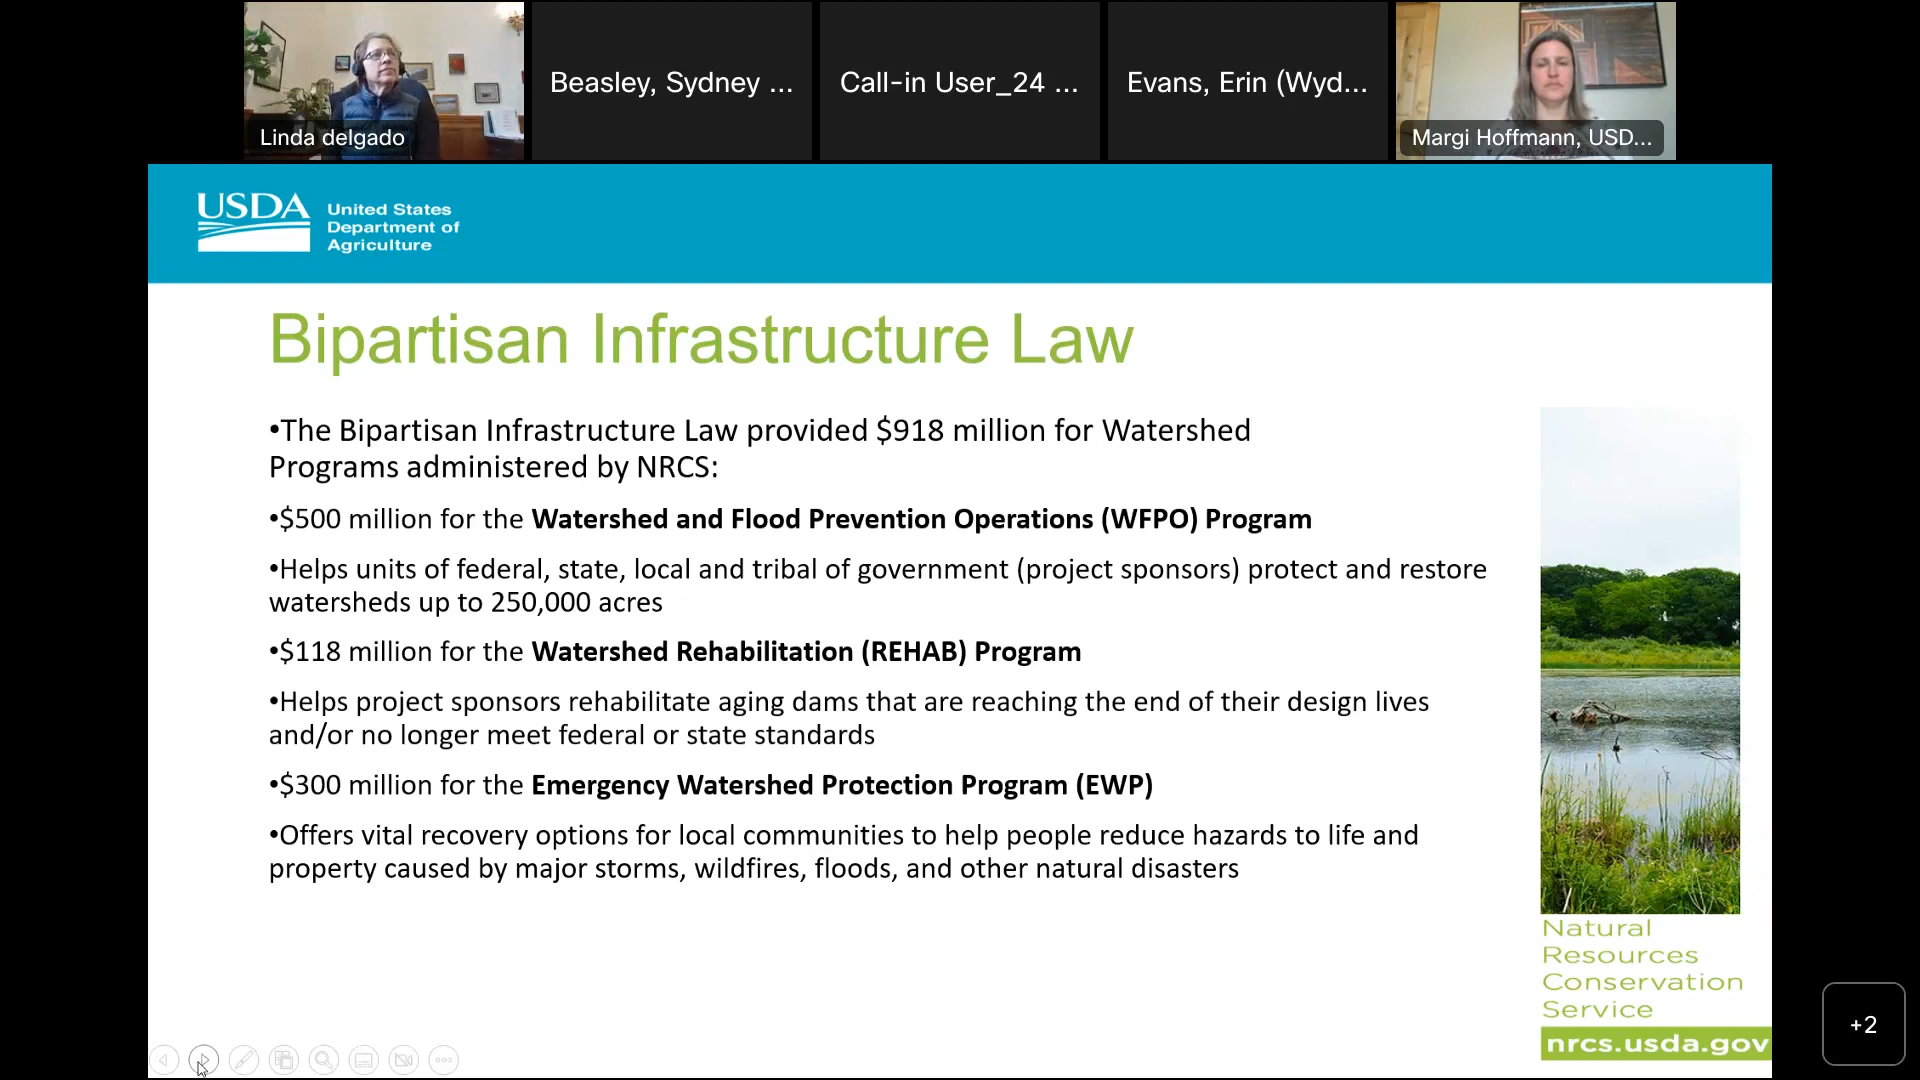 Linda delgado
Beasley, Sydney ...
Call-in User_24 ...
Evans, Erin (Wyd...
Margi Hoffmann, USD...
USDA
United States
Department of
Agriculture
Bipartisan Infrastructure Law
•The Bipartisan Infrastructure Law provided $918 million for Watershed
Programs administered by NRCS:
•$500 million for the Watershed and Flood Prevention Operations (WFPO) Program
•Helps units of federal, state, local and tribal of government (project sponsors) protect and restore
watersheds up to 250,000 acres
•$118 million for the Watershed Rehabilitation (REHAB) Program
•Helps project sponsors rehabilitate aging dams that are reaching the end of their design lives
and/or no longer meet federal or state standards
•$300 million for the Emergency Watershed Protection Program (EWP)
•Offers vital recovery options for local communities to help people reduce hazards to life and
property caused by major storms, wildfires, floods, and other natural disasters
Natural
Resources
Conservation
Service
nrcs.usda.gov
+2